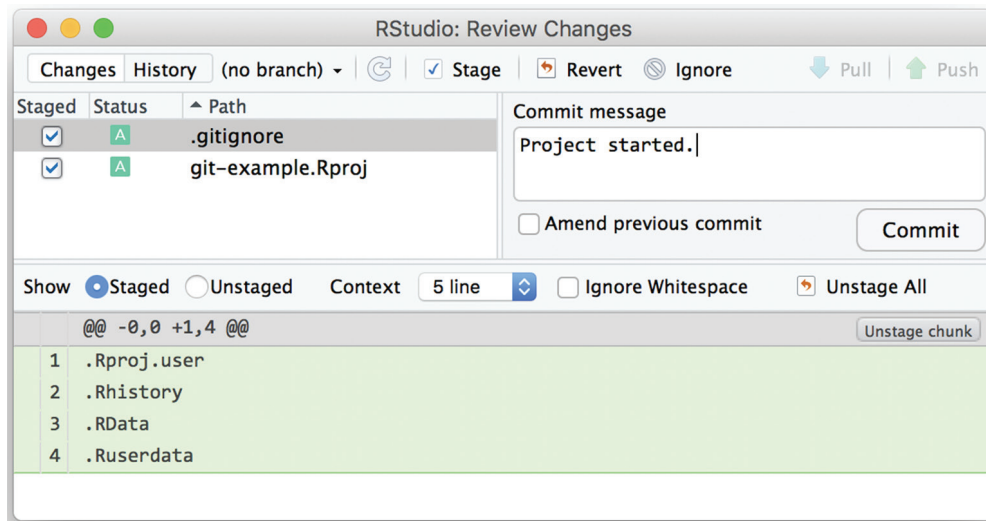 RStudio: Review Changes
Changes History (no branch) Stage Revert Ignore Pull Push
Staged Status Path
A .gitignore
A git-example.Rproj
Commit message
Project started.
Amend previous commit
Commit
Show Staged Unstaged Context 5 line Ignore Whitespace Unstage All
@@ -0,0 +1,4 @@ Unstage chunk
1 .Rproj.user
2 .Rhistory
3 .RData
4 .Ruserdata